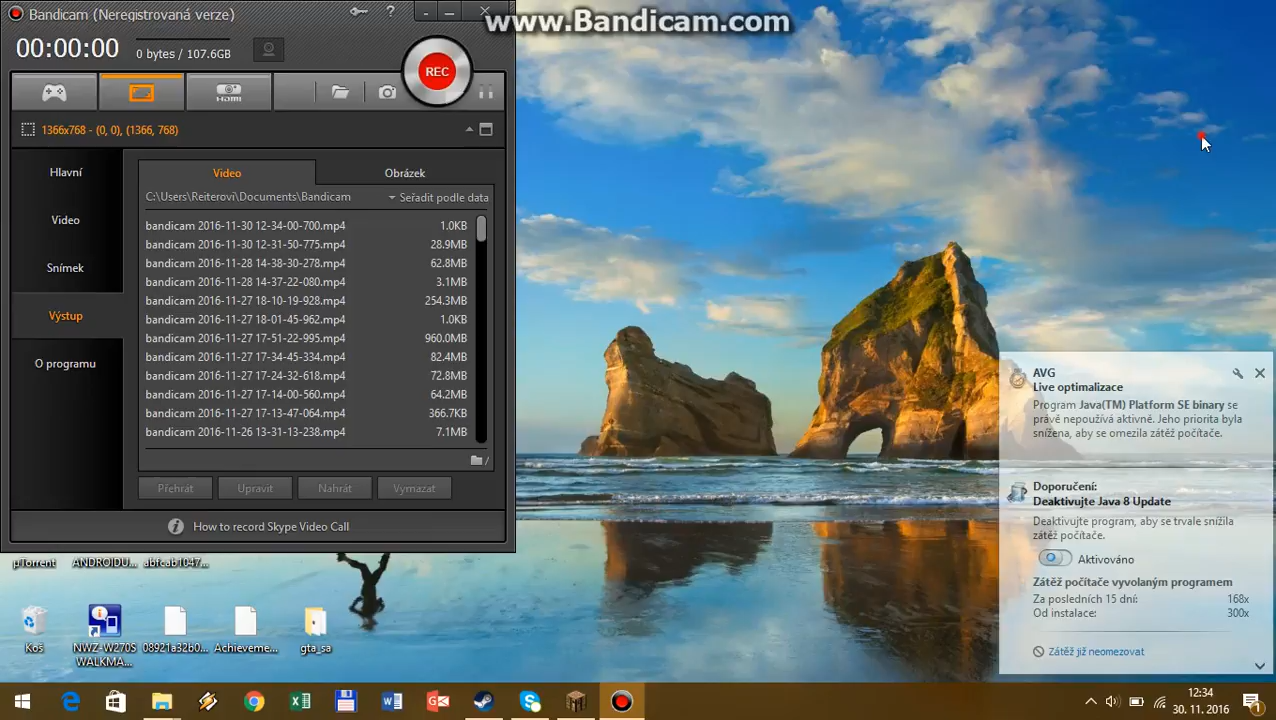 Bandicam (Neregistrovaná verze)
www.Bandicam.com
00:00:00
0 bytes / 107.6GB
REC
HDMI
1366x768 - (0, 0), (1366, 768)
Hlavní
Video
Snímek
Výstup
O programu
Video
Obrázek
C:\Users\Reiterovi\Documents\Bandicam
Seřadit podle data
bandicam 2016-11-30 12-34-00-700.mp4 1.0KB
bandicam 2016-11-30 12-31-50-775.mp4 28.9MB
bandicam 2016-11-28 14-38-30-278.mp4 62.8MB
bandicam 2016-11-28 14-37-22-080.mp4 3.1MB
bandicam 2016-11-27 18-10-19-928.mp4 254.3MB
bandicam 2016-11-27 18-01-45-962.mp4 1.0KB
bandicam 2016-11-27 17-51-22-995.mp4 960.0MB
bandicam 2016-11-27 17-34-45-334.mp4 82.4MB
bandicam 2016-11-27 17-24-32-618.mp4 72.8MB
bandicam 2016-11-27 17-14-00-560.mp4 64.2MB
bandicam 2016-11-27 17-13-47-064.mp4 366.7KB
bandicam 2016-11-26 13-31-13-238.mp4 7.1MB
Přehrát
Upravit
Nahrát
Vymazat
How to record Skype Video Call
µTorrent
ANDROIDU...
abfcab1047...
Koš
NWZ-W270S
WALKMA...
08921a32b0...
Achieveme...
gta_sa
AVG
Live optimalizace
Program Java(TM) Platform SE binary se
právě nepoužívá aktivně. Jeho priorita byla
snížena, aby se omezila zátěž počítače.
Doporučení:
Deaktivujte Java 8 Update
Deaktivujte program, aby se trvale snížila
zátěž počítače.
Aktivováno
Zátěž počítače vyvolaným programem
Za posledních 15 dní: 168x
Od instalace: 300x
Zátěž již neomezovat
12:34
30. 11. 2016